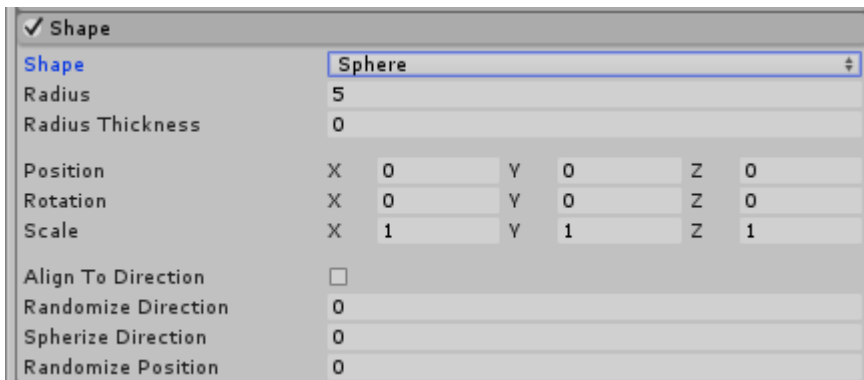 Shape
Shape Sphere
Radius 5
Radius Thickness 0
Position X 0 Y 0 Z 0
Rotation X 0 Y 0 Z 0
Scale X 1 Y 1 Z 1
Align To Direction
Randomize Direction 0
Spherize Direction 0
Randomize Position 0